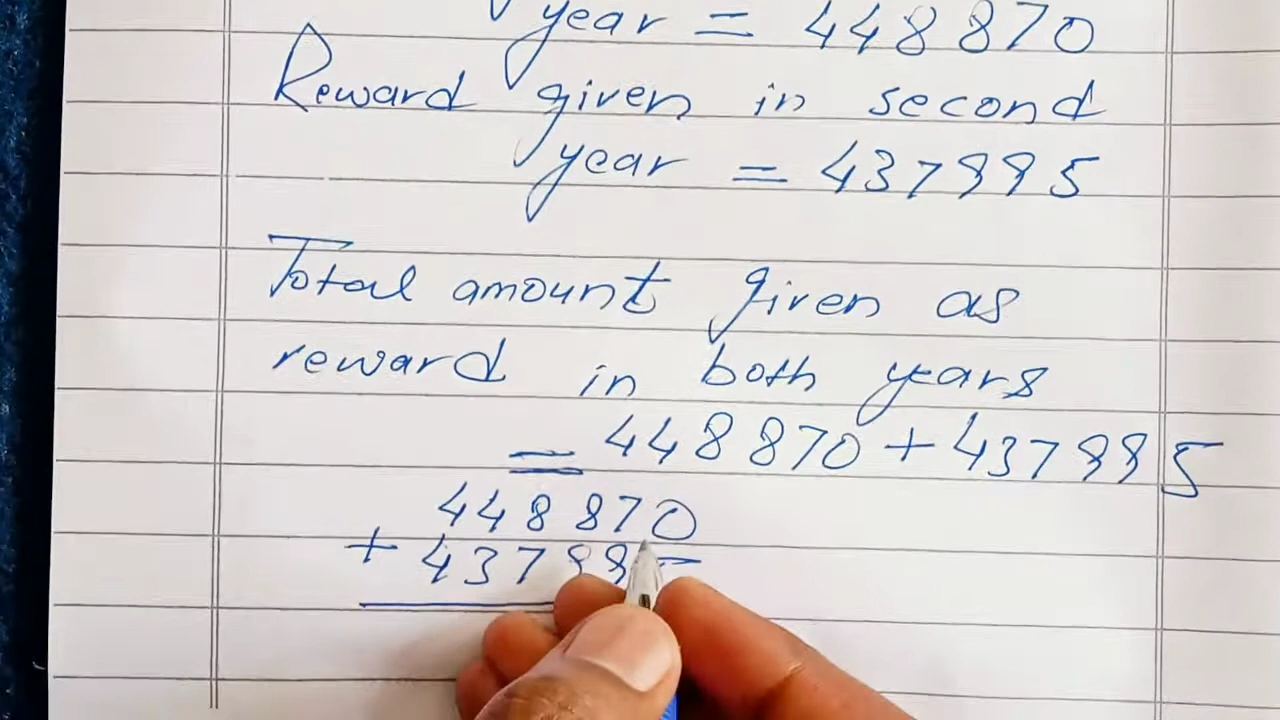 year = 448870
Reward given in second
year = 437995
Total amount given as
reward in both years
= 448870 + 437995
448870
+ 437995